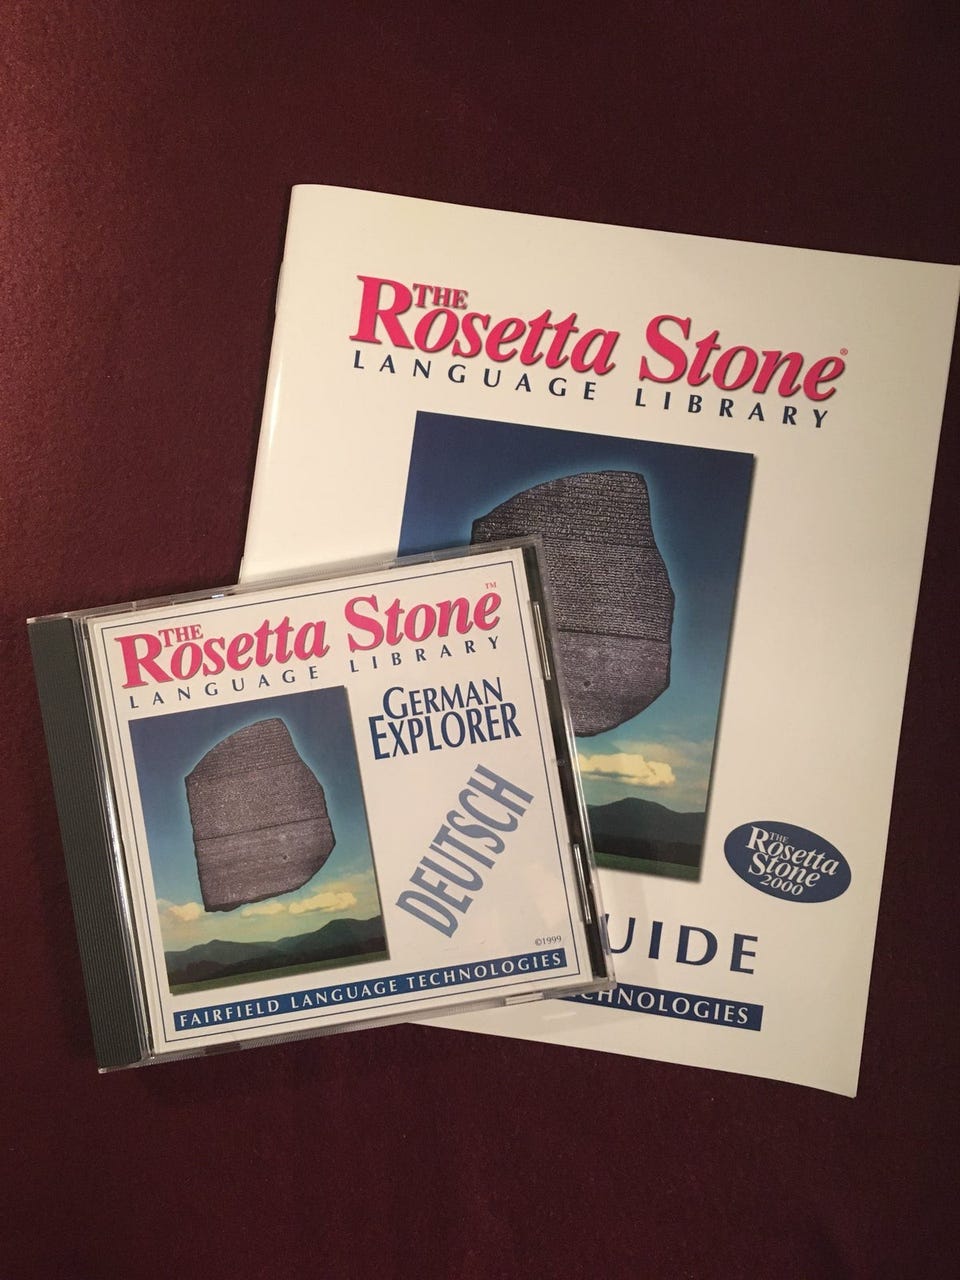 THE
Rosetta Stone®
LANGUAGE LIBRARY
THE
Rosetta
Stone
2000
UIDE
CHNOLOGIES
THE
Rosetta Stone™
LANGUAGE LIBRARY
GERMAN
EXPLORER
DEUTSCH
©1999
FAIRFIELD LANGUAGE TECHNOLOGIES